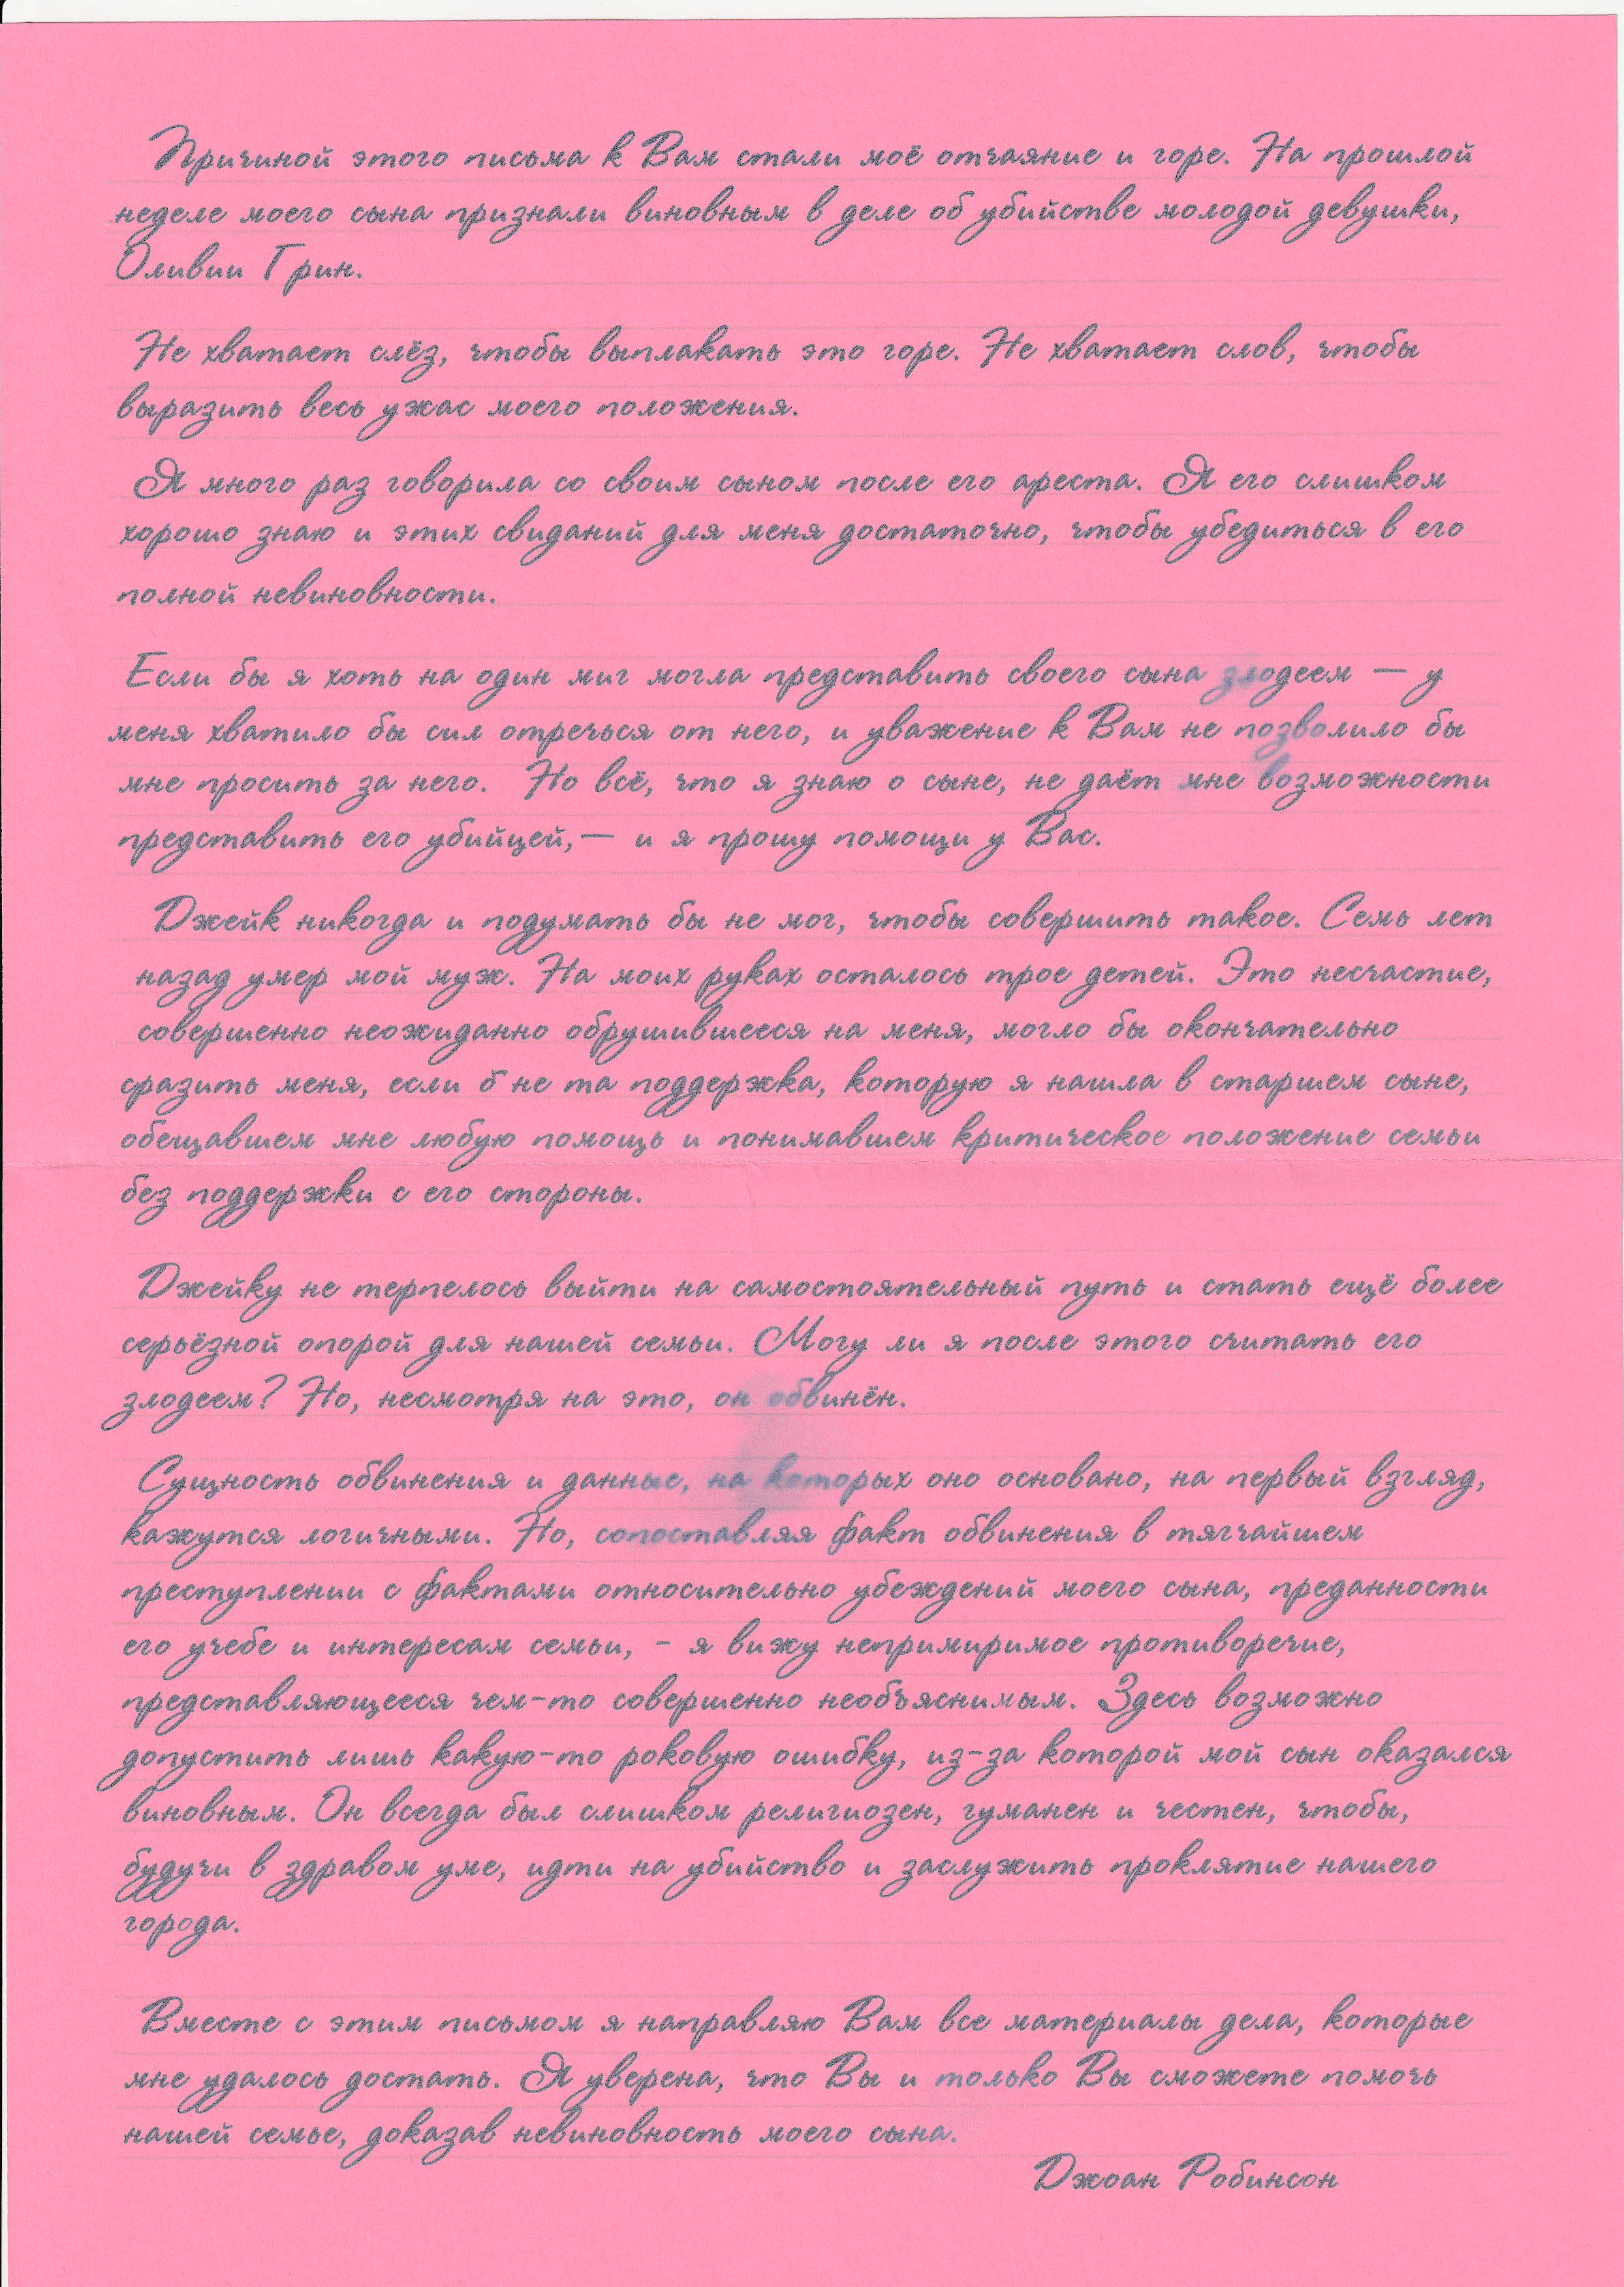 Причиной этого письма к Вам стали моё отчаяние и горе. На прошлой
неделе моего сына признали виновным в деле об убийстве молодой девушки,
Оливии Грин.
Не хватает слёз, чтобы выплакать это горе. Не хватает слов, чтобы
выразить весь ужас моего положения.
Я много раз говорила со своим сыном после его ареста. Я его слишком
хорошо знаю и этих свиданий для меня достаточно, чтобы убедиться в его
полной невиновности.
Если бы я хоть на один миг могла представить своего сына злодеем — у
меня хватило бы сил отречься от него, и уважение к Вам не позволило бы
мне просить за него. Но всё, что я знаю о сыне, не даёт мне возможности
представить его убийцей,— и я прошу помощи у Вас.
Джейк никогда и подумать бы не мог, чтобы совершить такое. Семь лет
назад умер мой муж. На моих руках осталось трое детей. Это несчастие,
совершенно неожиданно обрушившееся на меня, могло бы окончательно
сразить меня, если б не та поддержка, которую я нашла в старшем сыне,
обещавшем мне любую помощь и понимавшем критическое положение семьи
без поддержки с его стороны.
Джейку не терпелось выйти на самостоятельный путь и стать ещё более
серьёзной опорой для нашей семьи. Могу ли я после этого считать его
злодеем? Но, несмотря на это, он обвинён.
Сущность обвинения и данные, на которых оно основано, на первый взгляд,
кажутся логичными. Но, сопоставляя факт обвинения в тягчайшем
преступлении с фактами относительно убеждений моего сына, преданности
его учебе и интересам семьи, - я вижу непримиримое противоречие,
представляющееся чем-то совершенно необъяснимым. Здесь возможно
допустить лишь какую-то роковую ошибку, из-за которой мой сын оказался
виновным. Он всегда был слишком религиозен, гуманен и честен, чтобы,
будучи в здравом уме, идти на убийство и заслужить проклятие нашего
города.
Вместе с этим письмом я направляю Вам все материалы дела, которые
мне удалось достать. Я уверена, что Вы и только Вы сможете помочь
нашей семье, доказав невиновность моего сына.
Джоан Робинсон